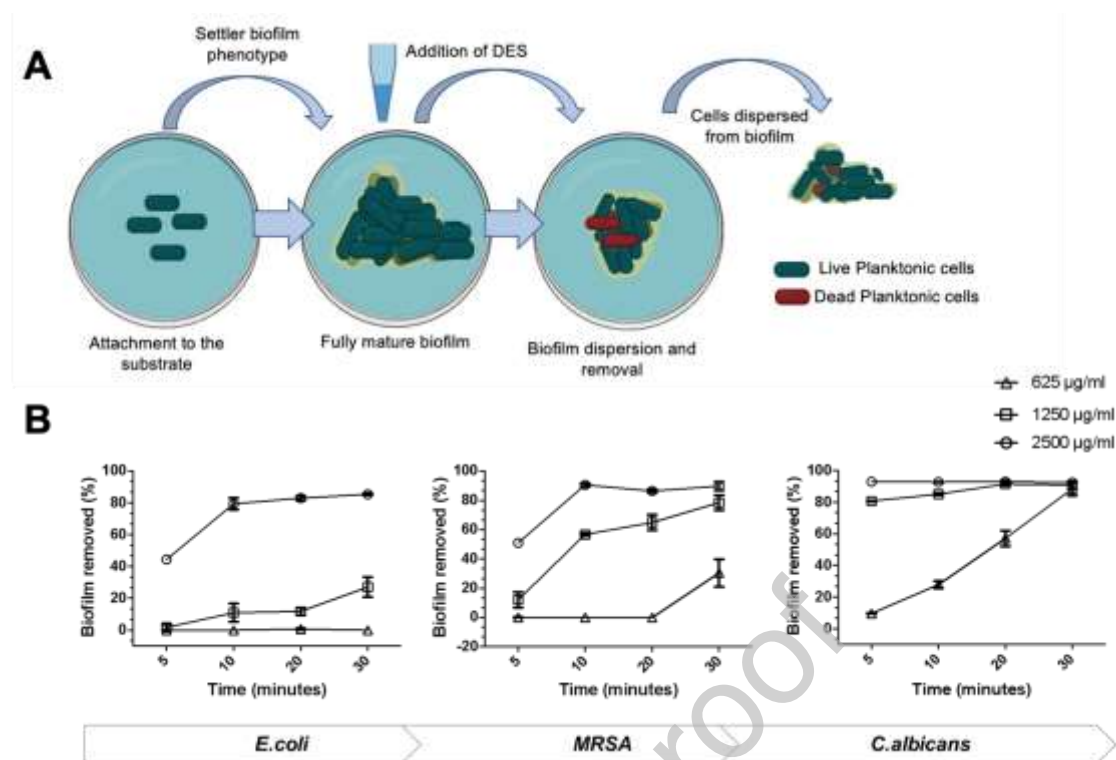 A
Settler biofilm
phenotype
Addition of DES
Cells dispersed
from biofilm
Live Planktonic cells
Dead Planktonic cells
Attachment to the
substrate
Fully mature biofilm
Biofilm dispersion and
removal
625 µg/ml
1250 µg/ml
2500 µg/ml
B
Biofilm removed (%)
100
80
60
40
20
0
5
10
20
30
Time (minutes)
Biofilm removed (%)
100
80
60
40
20
0
-20
5
10
20
30
Time (minutes)
Biofilm removed (%)
100
80
60
40
20
0
5
10
20
30
Time (minutes)
E.coli
MRSA
C.albicans
roof